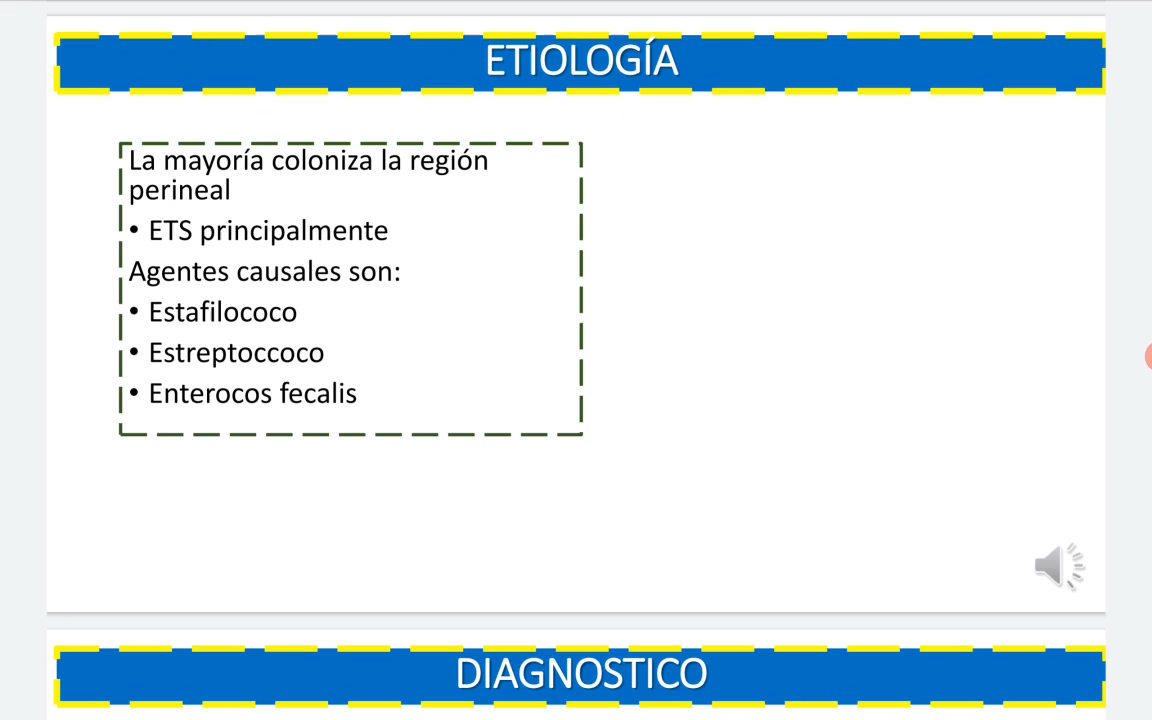 ETIOLOGÍA
La mayoría coloniza la región
perineal
• ETS principalmente
Agentes causales son:
• Estafilococo
• Estreptoccoco
• Enterocos fecalis
DIAGNOSTICO